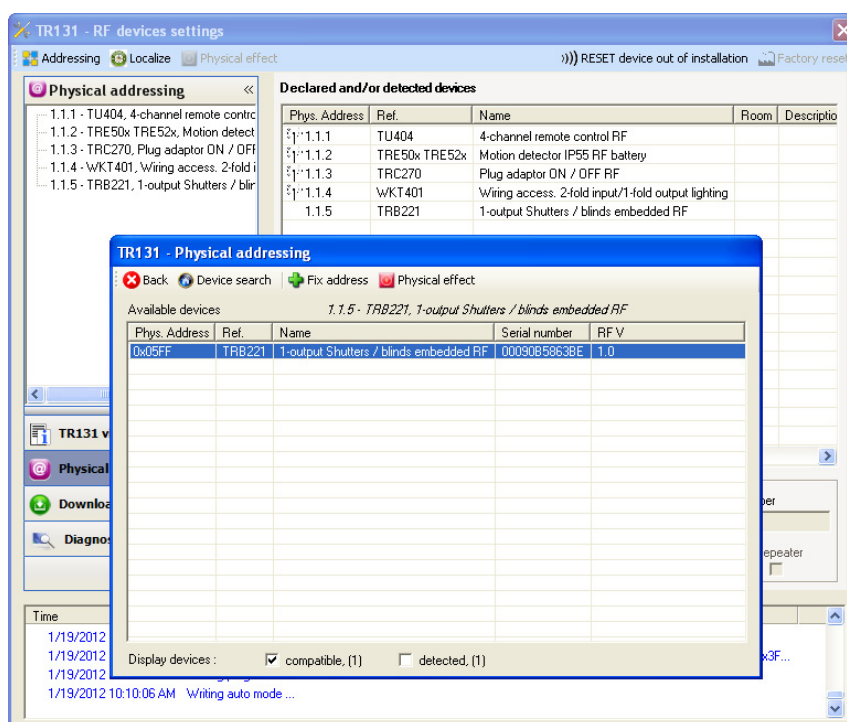 TR131 - RF devices settings
Addressing Localize Physical effect ))) RESET device out of installation Factory reset
Physical addressing «
1.1.1 - TU404, 4-channel remote contrc
1.1.2 - TRE50x TRE52x, Motion detect
1.1.3 - TRC270, Plug adaptor ON / OFF
1.1.4 - WKT401, Wiring access. 2-fold i
1.1.5 - TRB221, 1-output Shutters / blir
Declared and/or detected devices
Phys. Address Ref. Name Room Descriptio
1.1.1 TU404 4-channel remote control RF
1.1.2 TRE50x TRE52x Motion detector IP55 RF battery
1.1.3 TRC270 Plug adaptor ON / OFF RF
1.1.4 WKT401 Wiring access. 2-fold input/1-fold output lighting
1.1.5 TRB221 1-output Shutters / blinds embedded RF
TR131 - Physical addressing
Back Device search Fix address Physical effect
Available devices 1.1.5 - TRB221, 1-output Shutters / blinds embedded RF
Phys. Address Ref. Name Serial number RF V
0x05FF TRB221 1-output Shutters / blinds embedded RF 00090B5863BE 1.0
Display devices : compatible, (1) detected, (1)
TR131 v
Physical
Downloa
Diagnos
ber
epeater
Time
1/19/2012
1/19/2012 x3F...
1/19/2012
1/19/2012 10:10:06 AM Writing auto mode ...